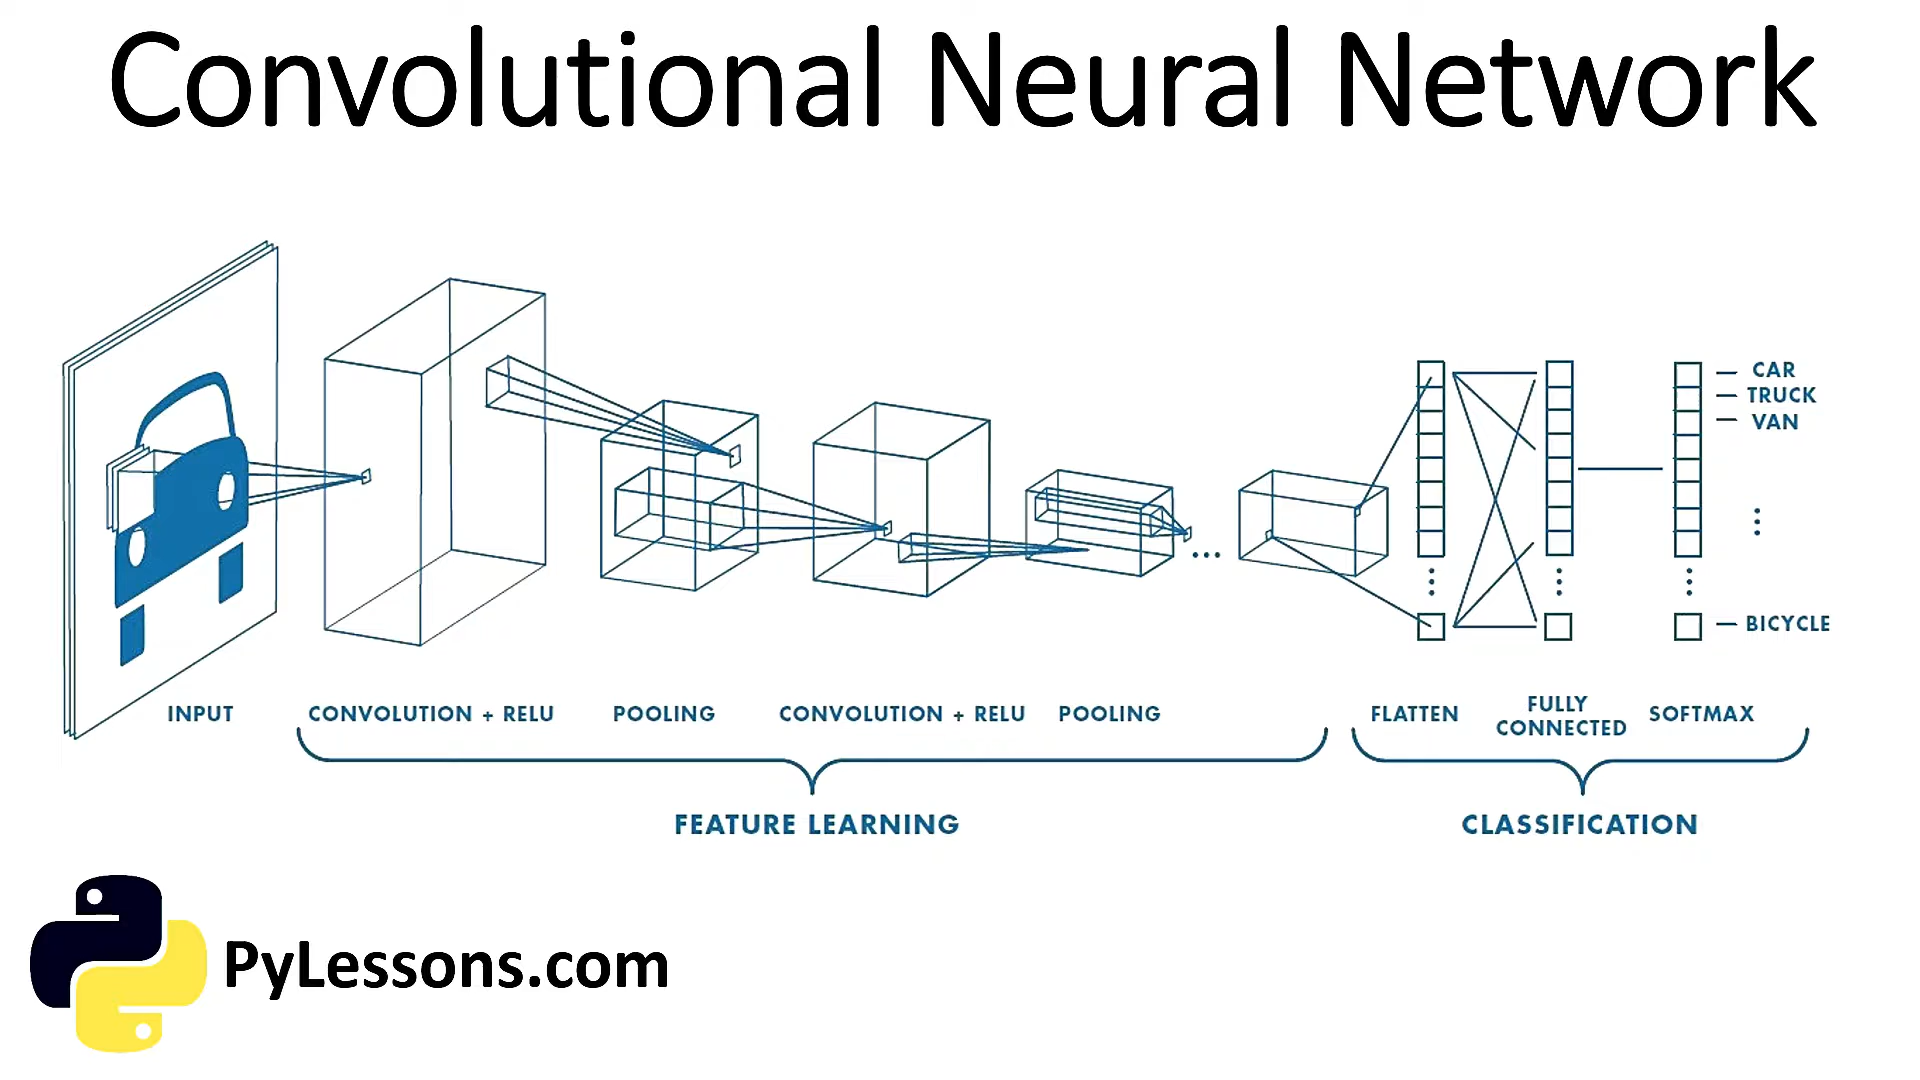 Convolutional Neural Network
CAR
TRUCK
VAN
BICYCLE
INPUT
CONVOLUTION + RELU
POOLING
CONVOLUTION + RELU
POOLING
FLATTEN
FULLY
CONNECTED
SOFTMAX
FEATURE LEARNING
CLASSIFICATION
PyLessons.com